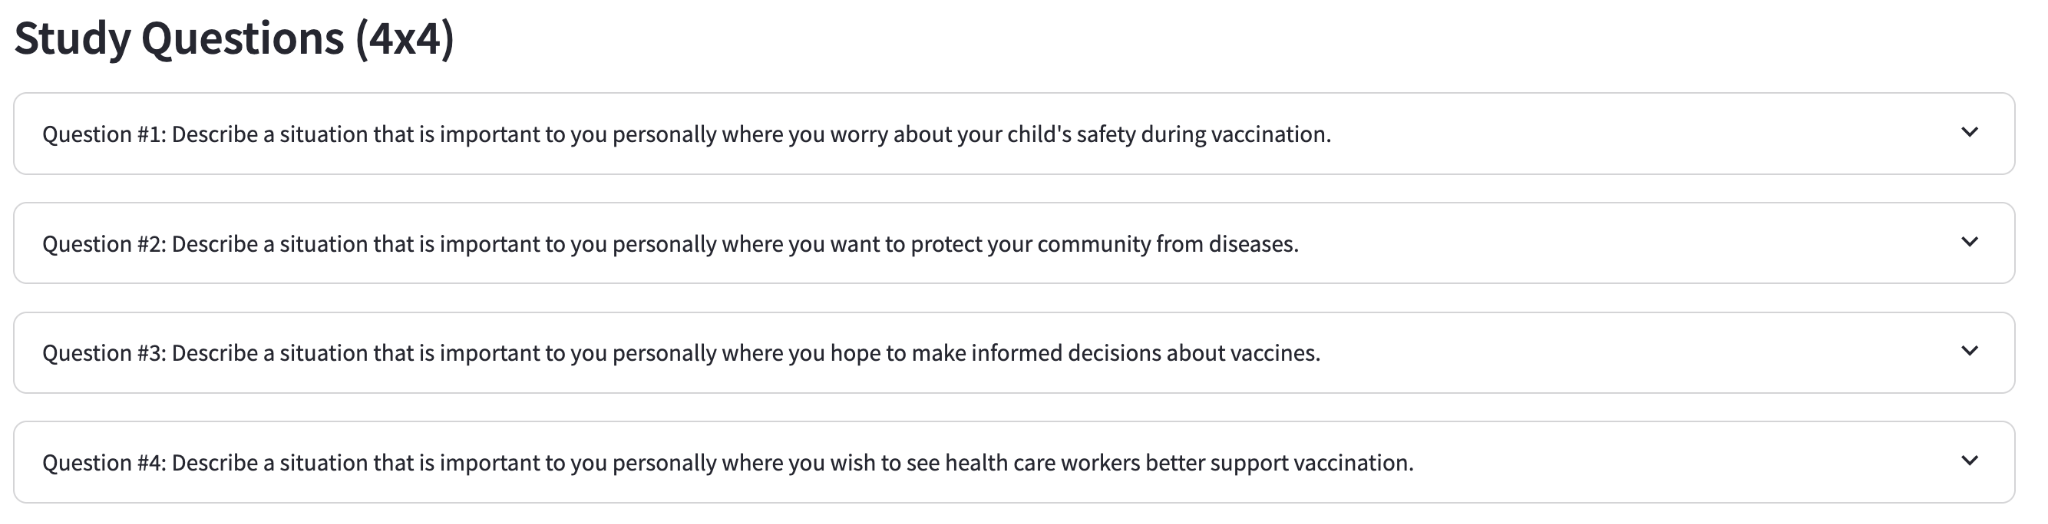 Study Questions (4x4)
Question #1: Describe a situation that is important to you personally where you worry about your child's safety during vaccination.
Question #2: Describe a situation that is important to you personally where you want to protect your community from diseases.
Question #3: Describe a situation that is important to you personally where you hope to make informed decisions about vaccines.
Question #4: Describe a situation that is important to you personally where you wish to see health care workers better support vaccination.